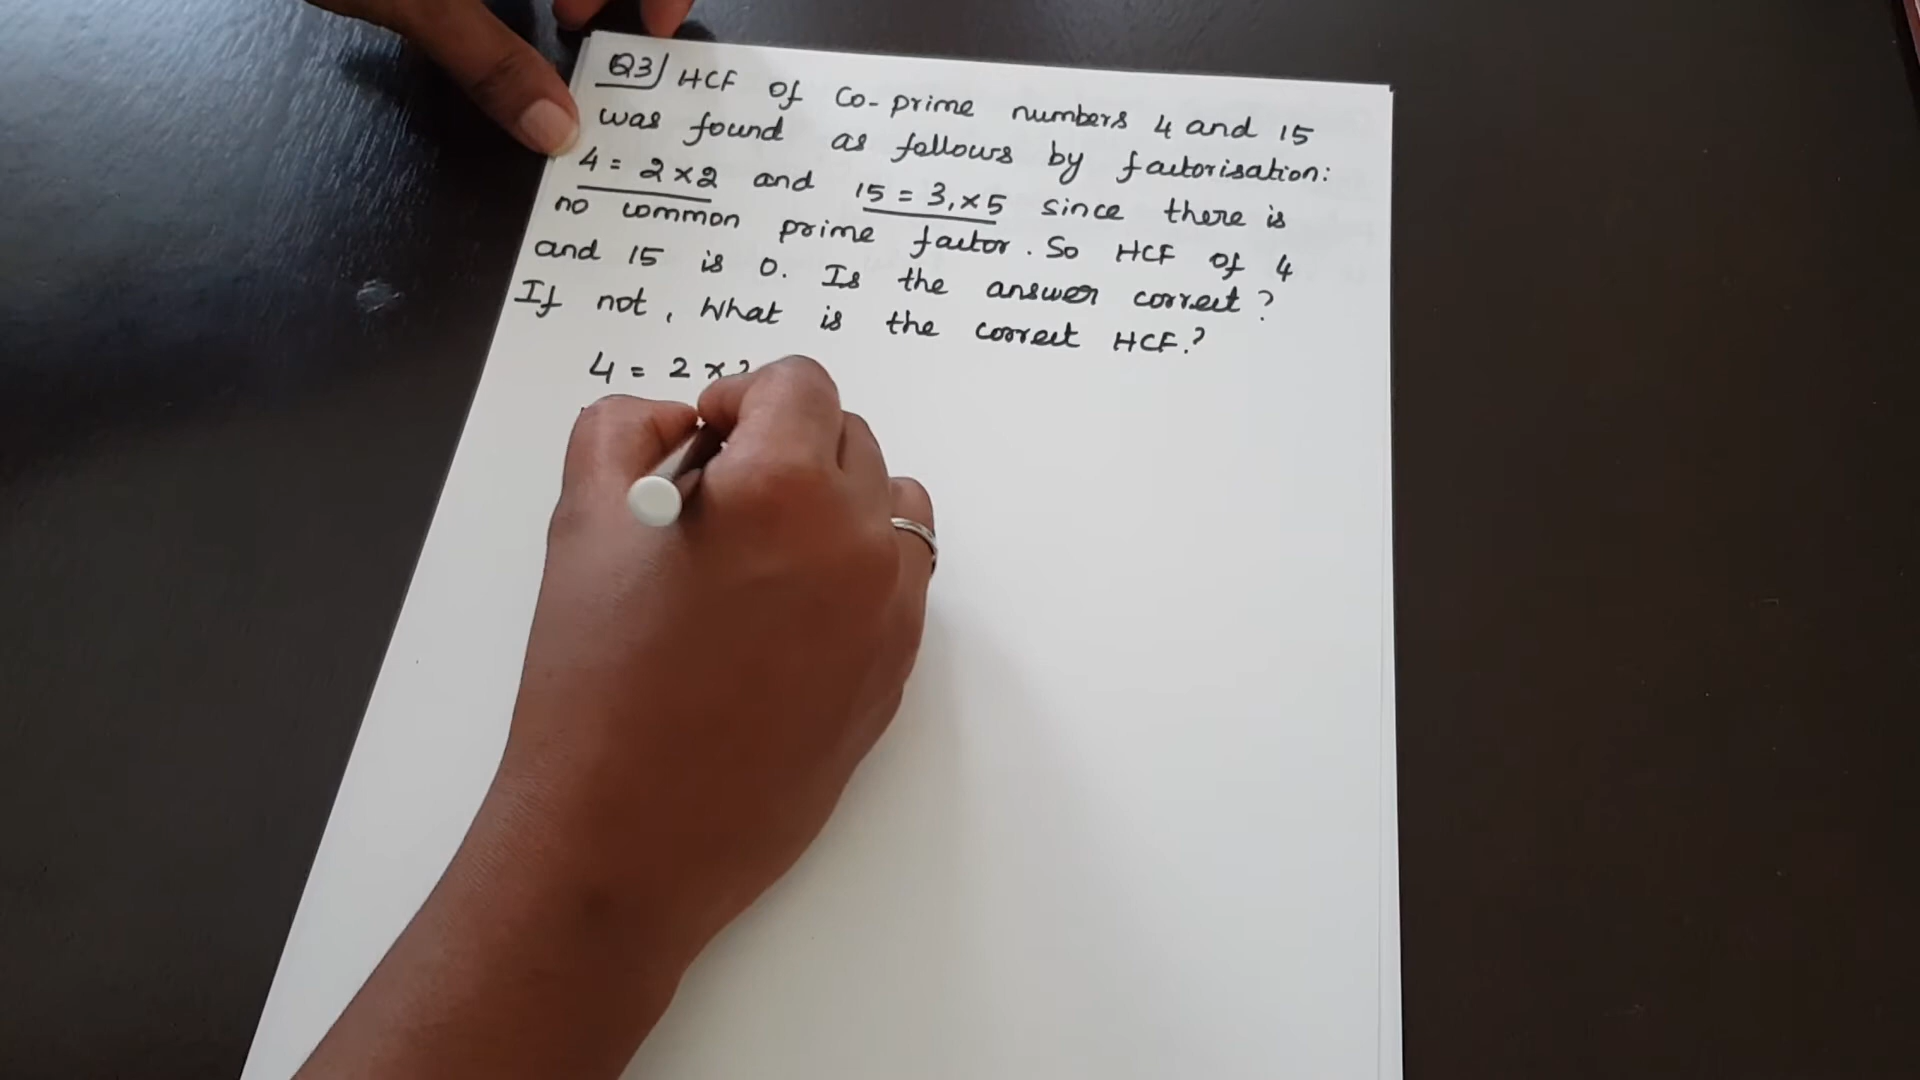 Q3) HCF of Co-prime numbers 4 and 15
was found as follows by factorisation:
4 = 2 × 2 and 15 = 3, × 5 since there is
no common prime factor. So HCF of 4
and 15 is 0. Is the answer correct?
If not, What is the correct HCF.?
4 = 2 ×